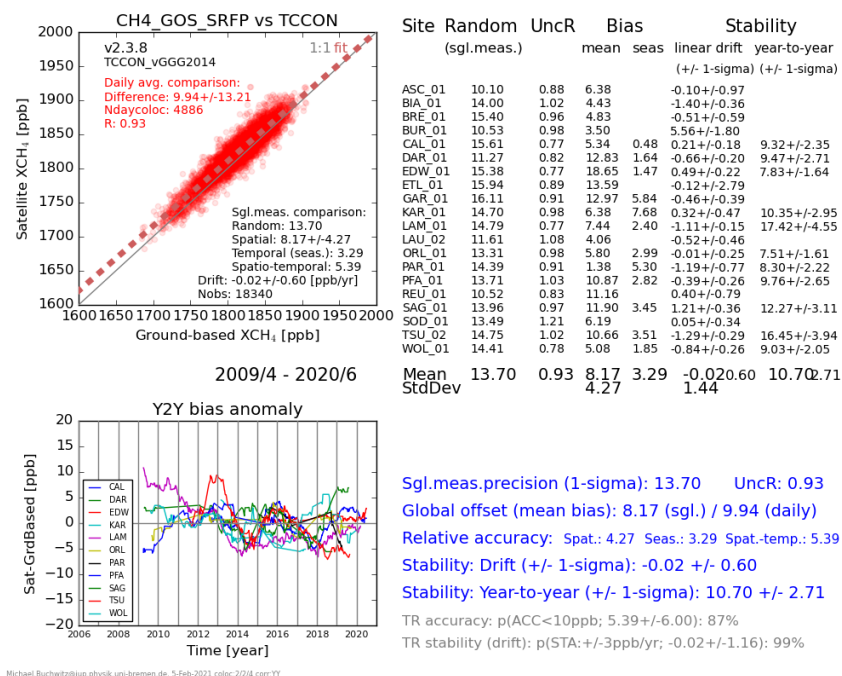 CH4_GOS_SRFP vs TCCON
v2.3.8
TCCON_vGGG2014
1:1 fit
Daily avg. comparison:
Difference: 9.94+/-13.21
Ndaycoloc: 4886
R: 0.93
Sgl.meas. comparison:
Random: 13.70
Spatial: 8.17+/-4.27
Temporal (seas.): 3.29
Spatio-temporal: 5.39
Drift: -0.02+/-0.60 [ppb/yr]
Nobs: 18340
Satellite XCH₄ [ppb]
2000
1950
1900
1850
1800
1750
1700
1650
1600
1600 1650 1700 1750 1800 1850 1900 1950 2000
Ground-based XCH₄ [ppb]
Site Random UncR Bias Stability
(sgl.meas.) mean seas linear drift year-to-year
(+/- 1-sigma) (+/- 1-sigma)
ASC_01 10.10 0.88 6.38 -0.10+/-0.97
BIA_01 14.00 1.02 4.43 -1.40+/-0.36
BRE_01 15.40 0.96 4.83 -0.51+/-0.59
BUR_01 10.53 0.98 3.50 5.56+/-1.80
CAL_01 15.61 0.77 5.34 0.48 0.21+/-0.18 9.32+/-2.35
DAR_01 11.27 0.82 12.83 1.64 -0.66+/-0.20 9.47+/-2.71
EDW_01 15.38 0.77 18.65 1.47 0.49+/-0.22 7.83+/-1.64
ETL_01 15.94 0.89 13.59 -0.12+/-2.79
GAR_01 16.11 0.91 12.97 5.84 -0.46+/-0.39
KAR_01 14.70 0.98 6.38 7.68 0.32+/-0.47 10.35+/-2.95
LAM_01 14.79 0.77 7.44 2.40 -1.11+/-0.15 17.42+/-4.55
LAU_02 11.61 1.08 4.06 -0.52+/-0.46
ORL_01 13.31 0.98 5.80 2.99 -0.01+/-0.25 7.51+/-1.61
PAR_01 14.39 0.91 1.38 5.30 -1.19+/-0.77 8.30+/-2.22
PFA_01 13.71 1.03 10.87 2.82 -0.39+/-0.26 9.76+/-2.65
REU_01 10.52 0.83 11.16 0.40+/-0.79
SAG_01 13.96 0.97 11.90 3.45 1.21+/-0.36 12.27+/-3.11
SOD_01 13.49 1.21 6.19 0.05+/-0.34
TSU_02 14.75 1.02 10.66 3.51 -1.29+/-0.29 16.45+/-3.94
WOL_01 14.41 0.78 5.08 1.85 -0.84+/-0.26 9.03+/-2.05
Mean 13.70 0.93 8.17 3.29 -0.02 0.60 10.70 2.71
StdDev 4.27 1.44
2009/4 - 2020/6
Y2Y bias anomaly
Sat-GrdBased [ppb]
20
15
10
5
0
−5
−10
−15
−20
CAL
DAR
EDW
KAR
LAM
ORL
PAR
PFA
SAG
TSU
WOL
2006 2008 2010 2012 2014 2016 2018 2020
Time [year]
Sgl.meas.precision (1-sigma): 13.70 UncR: 0.93
Global offset (mean bias): 8.17 (sgl.) / 9.94 (daily)
Relative accuracy: Spat.: 4.27 Seas.: 3.29 Spat.-temp.: 5.39
Stability: Drift (+/- 1-sigma): -0.02 +/- 0.60
Stability: Year-to-year (+/- 1-sigma): 10.70 +/- 2.71
TR accuracy: p(ACC<10ppb; 5.39+/-6.00): 87%
TR stability (drift): p(STA:+/-3ppb/yr; -0.02+/-1.16): 99%
Michael.Buchwitz@iup.physik.uni-bremen.de, 5-Feb-2021 coloc:2/2/4 corr:YY